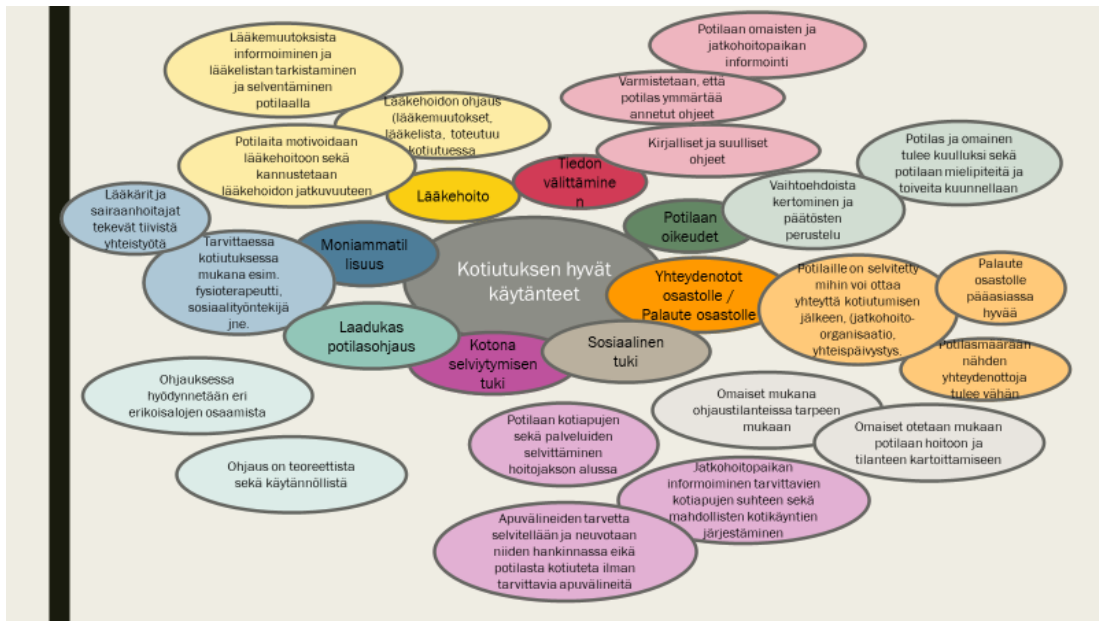 Kotiutuksen hyvät
käytänteet
Lääkehoito
Lääkemuutoksista
informoiminen ja
lääkelistan tarkistaminen
ja selventäminen
potilaalla
Lääkehoidon ohjaus
(lääkemuutokset,
lääkelista, toteutuu
kotiutuessa
Potilaita motivoidaan
lääkehoitoon sekä
kannustetaan
lääkehoidon jatkuvuuteen
Tiedon
välittämine
n
Potilaan omaisten ja
jatkohoitopaikan
informointi
Varmistetaan, että
potilas ymmärtää
annetut ohjeet
Kirjalliset ja suulliset
ohjeet
Potilaan
oikeudet
Potilas ja omainen
tulee kuulluksi sekä
potilaan mielipiteitä ja
toiveita kuunnellaan
Vaihtoehdoista
kertominen ja
päätösten
perustelu
Yhteydenotot
osastolle /
Palaute osastolle
Potilaille on selvitetty
mihin voi ottaa
yhteyttä kotiutumisen
jälkeen, (jatkohoito-
organisaatio,
yhteispäivystys.
Palaute
osastolle
pääasiassa
hyvää
Potilasmäärään
nähden
yhteydenottoja
tulee vähän
Sosiaalinen
tuki
Omaiset mukana
ohjaustilanteissa tarpeen
mukaan
Omaiset otetaan mukaan
potilaan hoitoon ja
tilanteen kartoittamiseen
Kotona
selviytymisen
tuki
Potilaan kotiapujen
sekä palveluiden
selvittäminen
hoitojakson alussa
Jatkohoitopaikan
informoiminen tarvittavien
kotiapujen suhteen sekä
mahdollisten kotikäyntien
järjestäminen
Apuvälineiden tarvetta
selvitellään ja neuvotaan
niiden hankinnassa eikä
potilasta kotiuteta ilman
tarvittavia apuvälineitä
Laadukas
potilasohjaus
Ohjauksessa
hyödynnetään eri
erikoisalojen osaamista
Ohjaus on teoreettista
sekä käytännöllistä
Moniammatil
lisuus
Lääkärit ja
sairaanhoitajat
tekevät tiivistä
yhteistyötä
Tarvittaessa
kotiutuksessa
mukana esim.
fysioterapeutti,
sosiaalityöntekijä
jne.